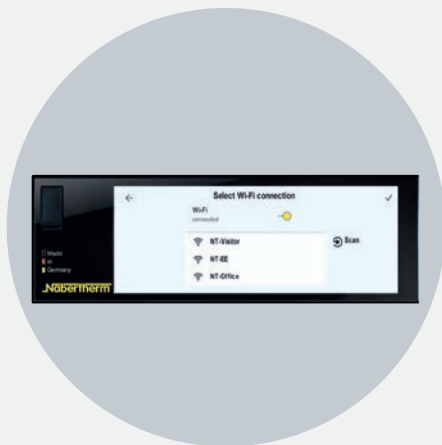 Select Wi-Fi connection
Wi-Fi
connected
NT-Visitor
Scan
NT-EE
NT-Office
Made
in
Germany
Nabertherm